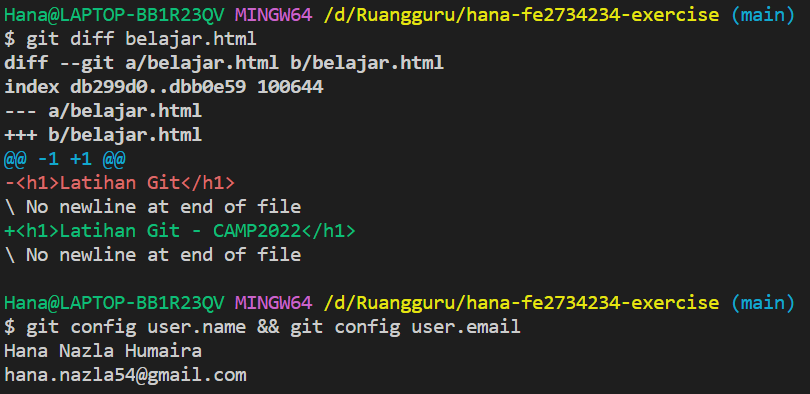 Hana@LAPTOP-BB1R23QV MINGW64 /d/Ruangguru/hana-fe2734234-exercise (main)
$ git diff belajar.html
diff --git a/belajar.html b/belajar.html
index db299d0..dbb0e59 100644
--- a/belajar.html
+++ b/belajar.html
@@ -1 +1 @@
-<h1>Latihan Git</h1>
\ No newline at end of file
+<h1>Latihan Git - CAMP2022</h1>
\ No newline at end of file
Hana@LAPTOP-BB1R23QV MINGW64 /d/Ruangguru/hana-fe2734234-exercise (main)
$ git config user.name && git config user.email
Hana Nazla Humaira
hana.nazla54@gmail.com